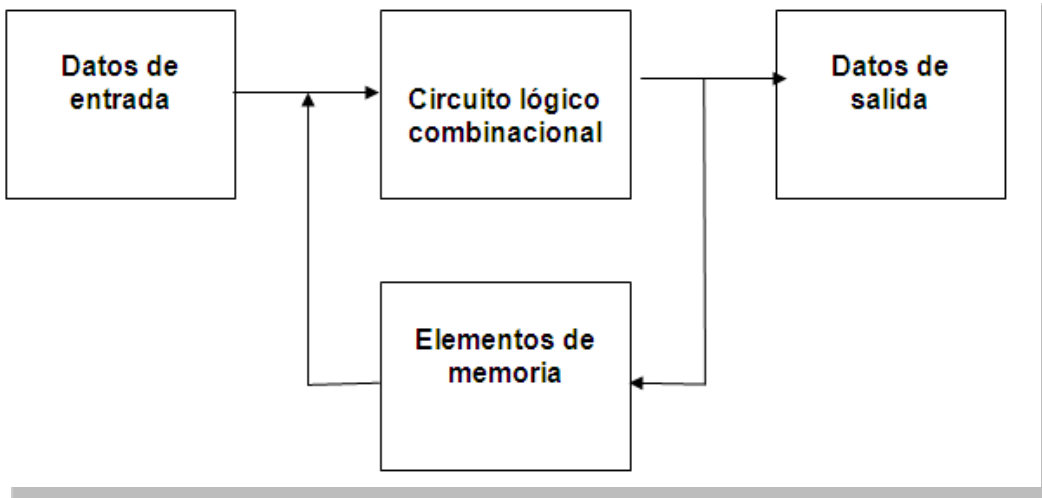 Datos de
entrada
Circuito lógico
combinacional
Datos de
salida
Elementos de
memoria